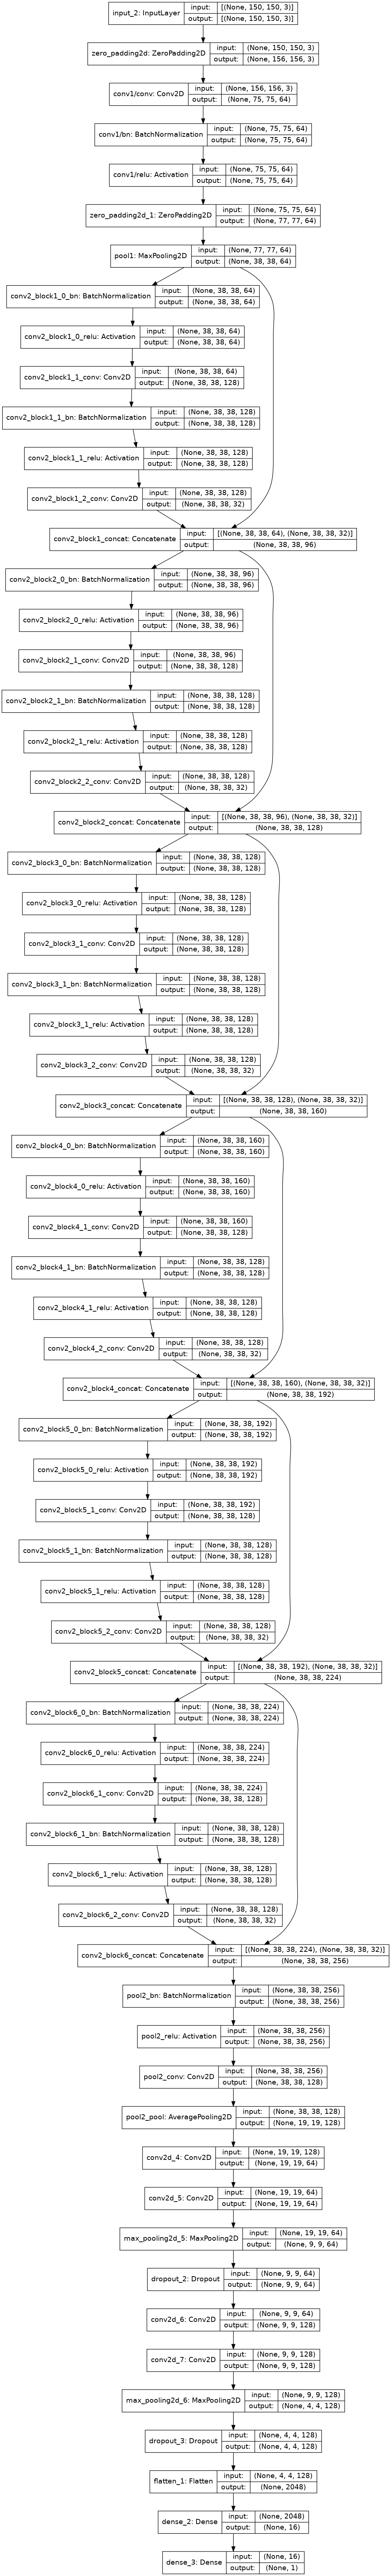 input_2: InputLayer
input: [(None, 150, 150, 3)]
output: [(None, 150, 150, 3)]
zero_padding2d: ZeroPadding2D
input: (None, 150, 150, 3)
output: (None, 156, 156, 3)
conv1/conv: Conv2D
input: (None, 156, 156, 3)
output: (None, 75, 75, 64)
conv1/bn: BatchNormalization
input: (None, 75, 75, 64)
output: (None, 75, 75, 64)
conv1/relu: Activation
input: (None, 75, 75, 64)
output: (None, 75, 75, 64)
zero_padding2d_1: ZeroPadding2D
input: (None, 75, 75, 64)
output: (None, 77, 77, 64)
pool1: MaxPooling2D
input: (None, 77, 77, 64)
output: (None, 38, 38, 64)
conv2_block1_0_bn: BatchNormalization
input: (None, 38, 38, 64)
output: (None, 38, 38, 64)
conv2_block1_0_relu: Activation
input: (None, 38, 38, 64)
output: (None, 38, 38, 64)
conv2_block1_1_conv: Conv2D
input: (None, 38, 38, 64)
output: (None, 38, 38, 128)
conv2_block1_1_bn: BatchNormalization
input: (None, 38, 38, 128)
output: (None, 38, 38, 128)
conv2_block1_1_relu: Activation
input: (None, 38, 38, 128)
output: (None, 38, 38, 128)
conv2_block1_2_conv: Conv2D
input: (None, 38, 38, 128)
output: (None, 38, 38, 32)
conv2_block1_concat: Concatenate
input: [(None, 38, 38, 64), (None, 38, 38, 32)]
output: (None, 38, 38, 96)
conv2_block2_0_bn: BatchNormalization
input: (None, 38, 38, 96)
output: (None, 38, 38, 96)
conv2_block2_0_relu: Activation
input: (None, 38, 38, 96)
output: (None, 38, 38, 96)
conv2_block2_1_conv: Conv2D
input: (None, 38, 38, 96)
output: (None, 38, 38, 128)
conv2_block2_1_bn: BatchNormalization
input: (None, 38, 38, 128)
output: (None, 38, 38, 128)
conv2_block2_1_relu: Activation
input: (None, 38, 38, 128)
output: (None, 38, 38, 128)
conv2_block2_2_conv: Conv2D
input: (None, 38, 38, 128)
output: (None, 38, 38, 32)
conv2_block2_concat: Concatenate
input: [(None, 38, 38, 96), (None, 38, 38, 32)]
output: (None, 38, 38, 128)
conv2_block3_0_bn: BatchNormalization
input: (None, 38, 38, 128)
output: (None, 38, 38, 128)
conv2_block3_0_relu: Activation
input: (None, 38, 38, 128)
output: (None, 38, 38, 128)
conv2_block3_1_conv: Conv2D
input: (None, 38, 38, 128)
output: (None, 38, 38, 128)
conv2_block3_1_bn: BatchNormalization
input: (None, 38, 38, 128)
output: (None, 38, 38, 128)
conv2_block3_1_relu: Activation
input: (None, 38, 38, 128)
output: (None, 38, 38, 128)
conv2_block3_2_conv: Conv2D
input: (None, 38, 38, 128)
output: (None, 38, 38, 32)
conv2_block3_concat: Concatenate
input: [(None, 38, 38, 128), (None, 38, 38, 32)]
output: (None, 38, 38, 160)
conv2_block4_0_bn: BatchNormalization
input: (None, 38, 38, 160)
output: (None, 38, 38, 160)
conv2_block4_0_relu: Activation
input: (None, 38, 38, 160)
output: (None, 38, 38, 160)
conv2_block4_1_conv: Conv2D
input: (None, 38, 38, 160)
output: (None, 38, 38, 128)
conv2_block4_1_bn: BatchNormalization
input: (None, 38, 38, 128)
output: (None, 38, 38, 128)
conv2_block4_1_relu: Activation
input: (None, 38, 38, 128)
output: (None, 38, 38, 128)
conv2_block4_2_conv: Conv2D
input: (None, 38, 38, 128)
output: (None, 38, 38, 32)
conv2_block4_concat: Concatenate
input: [(None, 38, 38, 160), (None, 38, 38, 32)]
output: (None, 38, 38, 192)
conv2_block5_0_bn: BatchNormalization
input: (None, 38, 38, 192)
output: (None, 38, 38, 192)
conv2_block5_0_relu: Activation
input: (None, 38, 38, 192)
output: (None, 38, 38, 192)
conv2_block5_1_conv: Conv2D
input: (None, 38, 38, 192)
output: (None, 38, 38, 128)
conv2_block5_1_bn: BatchNormalization
input: (None, 38, 38, 128)
output: (None, 38, 38, 128)
conv2_block5_1_relu: Activation
input: (None, 38, 38, 128)
output: (None, 38, 38, 128)
conv2_block5_2_conv: Conv2D
input: (None, 38, 38, 128)
output: (None, 38, 38, 32)
conv2_block5_concat: Concatenate
input: [(None, 38, 38, 192), (None, 38, 38, 32)]
output: (None, 38, 38, 224)
conv2_block6_0_bn: BatchNormalization
input: (None, 38, 38, 224)
output: (None, 38, 38, 224)
conv2_block6_0_relu: Activation
input: (None, 38, 38, 224)
output: (None, 38, 38, 224)
conv2_block6_1_conv: Conv2D
input: (None, 38, 38, 224)
output: (None, 38, 38, 128)
conv2_block6_1_bn: BatchNormalization
input: (None, 38, 38, 128)
output: (None, 38, 38, 128)
conv2_block6_1_relu: Activation
input: (None, 38, 38, 128)
output: (None, 38, 38, 128)
conv2_block6_2_conv: Conv2D
input: (None, 38, 38, 128)
output: (None, 38, 38, 32)
conv2_block6_concat: Concatenate
input: [(None, 38, 38, 224), (None, 38, 38, 32)]
output: (None, 38, 38, 256)
pool2_bn: BatchNormalization
input: (None, 38, 38, 256)
output: (None, 38, 38, 256)
pool2_relu: Activation
input: (None, 38, 38, 256)
output: (None, 38, 38, 256)
pool2_conv: Conv2D
input: (None, 38, 38, 256)
output: (None, 38, 38, 128)
pool2_pool: AveragePooling2D
input: (None, 38, 38, 128)
output: (None, 19, 19, 128)
conv2d_4: Conv2D
input: (None, 19, 19, 128)
output: (None, 19, 19, 64)
conv2d_5: Conv2D
input: (None, 19, 19, 64)
output: (None, 19, 19, 64)
max_pooling2d_5: MaxPooling2D
input: (None, 19, 19, 64)
output: (None, 9, 9, 64)
dropout_2: Dropout
input: (None, 9, 9, 64)
output: (None, 9, 9, 64)
conv2d_6: Conv2D
input: (None, 9, 9, 64)
output: (None, 9, 9, 128)
conv2d_7: Conv2D
input: (None, 9, 9, 128)
output: (None, 9, 9, 128)
max_pooling2d_6: MaxPooling2D
input: (None, 9, 9, 128)
output: (None, 4, 4, 128)
dropout_3: Dropout
input: (None, 4, 4, 128)
output: (None, 4, 4, 128)
flatten_1: Flatten
input: (None, 4, 4, 128)
output: (None, 2048)
dense_2: Dense
input: (None, 2048)
output: (None, 16)
dense_3: Dense
input: (None, 16)
output: (None, 1)